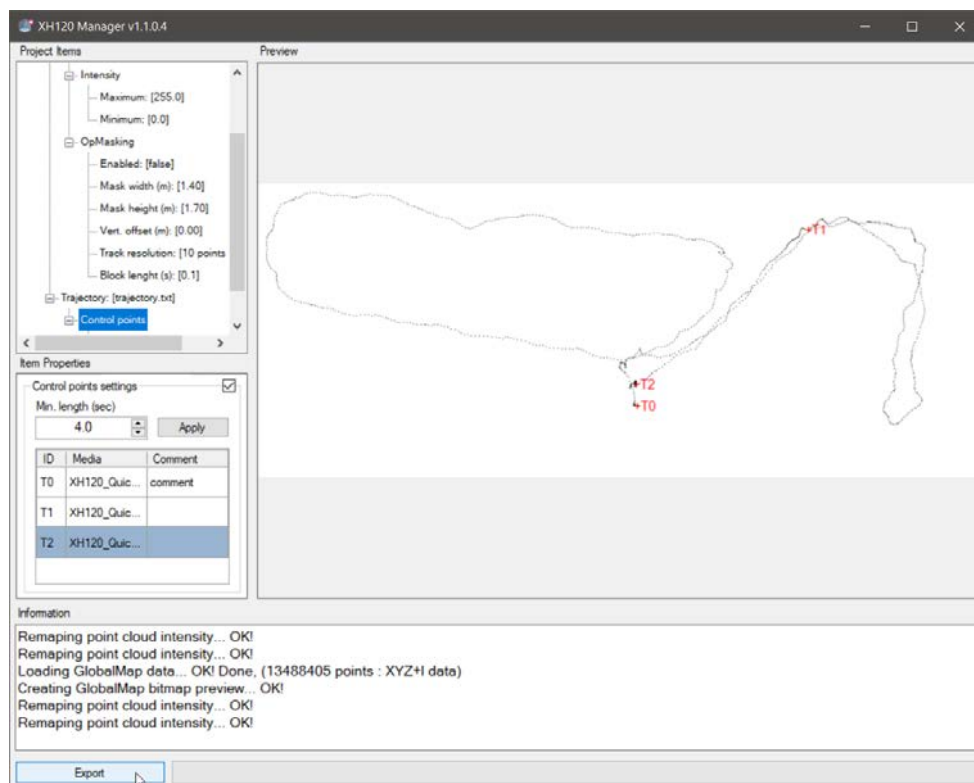 XH120 Manager v1.1.0.4
Project Items
Preview
Intensity
Maximum: [255.0]
Minimum: [0.0]
OpMasking
Enabled: [false]
Mask width (m): [1.40]
Mask height (m): [1.70]
Vert. offset (m): [0.00]
Track resolution: [10 points
Block lenght (s): [0.1]
Trajectory: [trajectory.txt]
Control points
T1
T2
T0
Item Properties
Control points settings
Min. length (sec)
4.0 Apply
ID Media Comment
T0 XH120_Quic... comment
T1 XH120_Quic...
T2 XH120_Quic...
Information
Remaping point cloud intensity... OK!
Remaping point cloud intensity... OK!
Loading GlobalMap data... OK! Done, (13488405 points : XYZ+I data)
Creating GlobalMap bitmap preview... OK!
Remaping point cloud intensity... OK!
Remaping point cloud intensity... OK!
Export